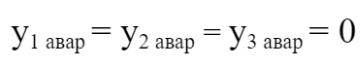 y₁ авар = y₂ авар = y₃ авар = 0